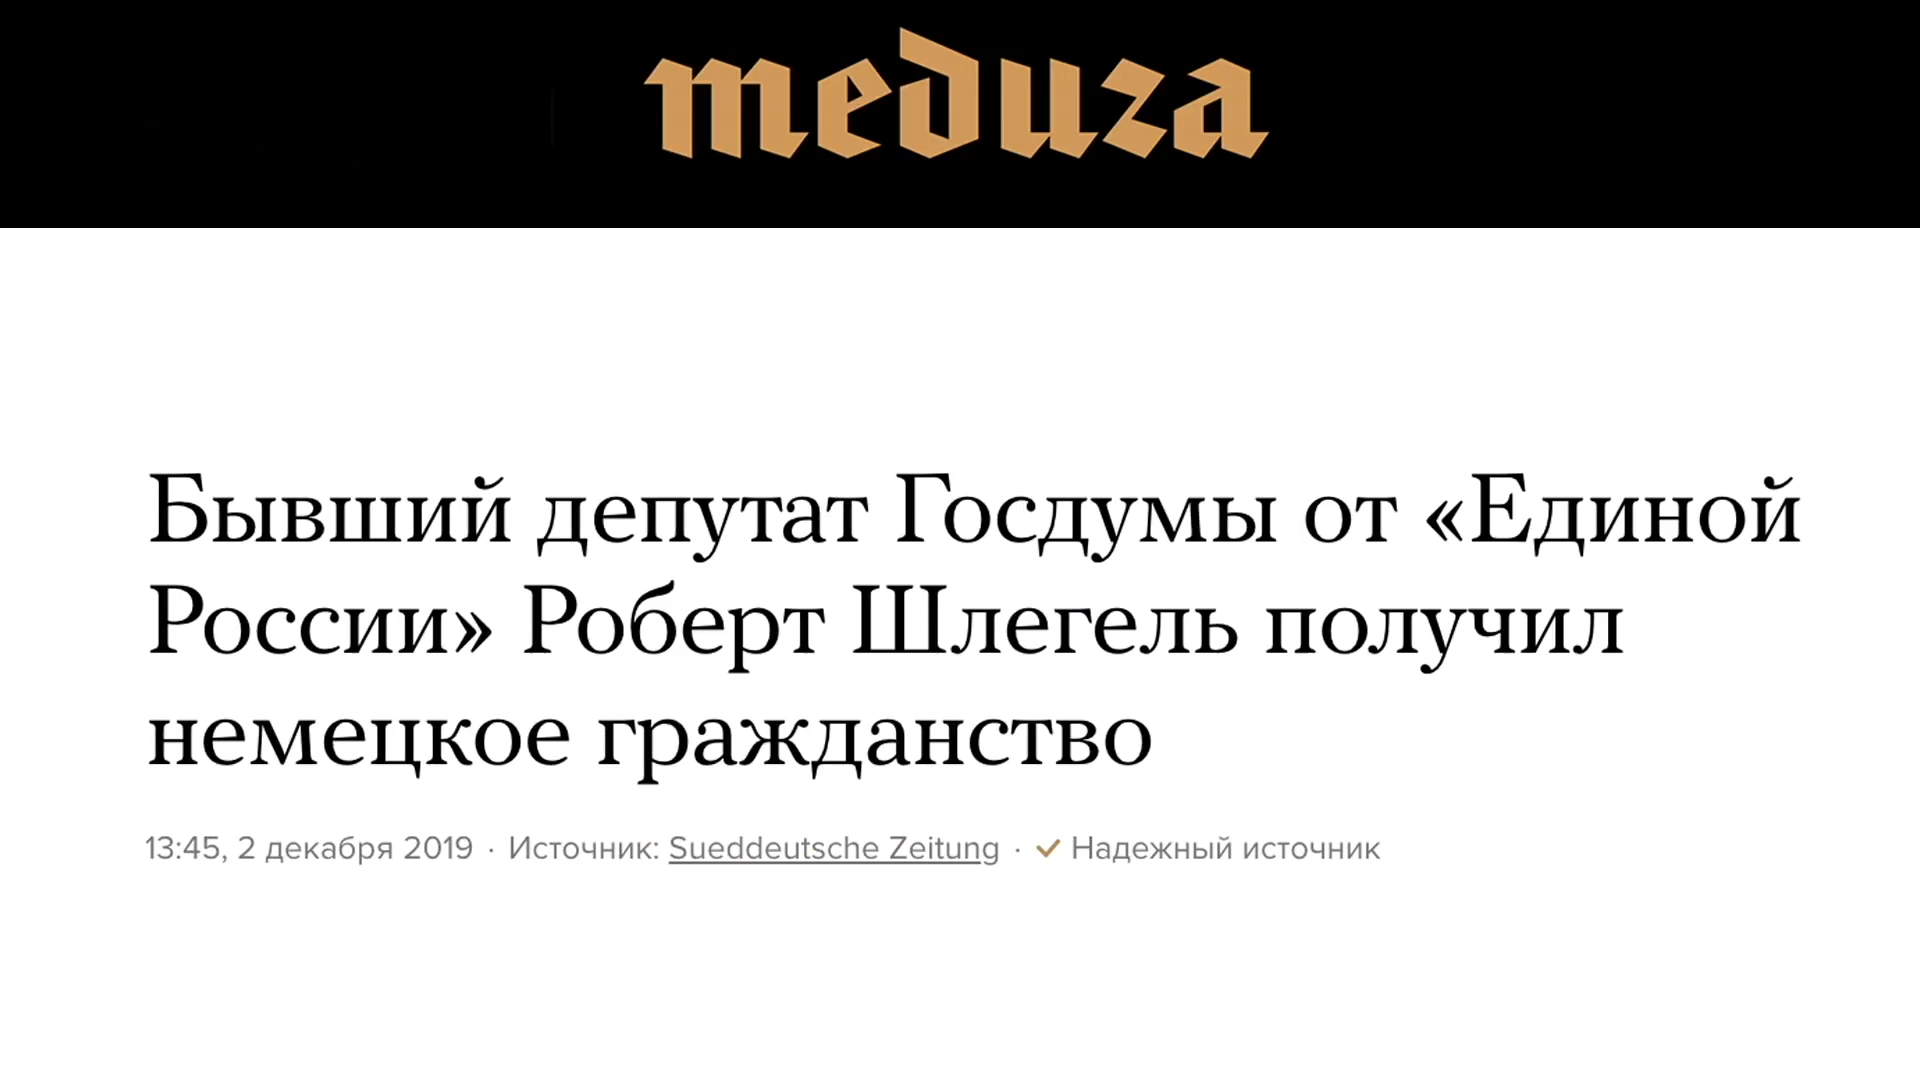 meduza
Бывший депутат Госдумы от «Единой
России» Роберт Шлегель получил
немецкое гражданство
13:45, 2 декабря 2019 · Источник: Sueddeutsche Zeitung · ✓ Надежный источник